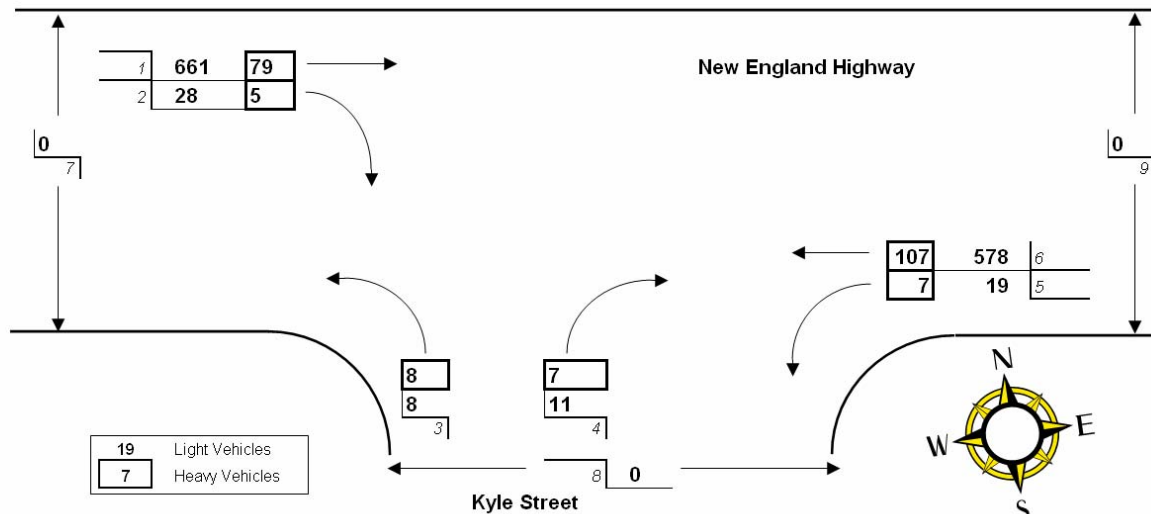 1 661 79
2 28 5
New England Highway
0
7
0
9
107 578 6
7 19 5
8
8
3
7
11
4
19 Light Vehicles
7 Heavy Vehicles
8 0
Kyle Street
N
E
W
S